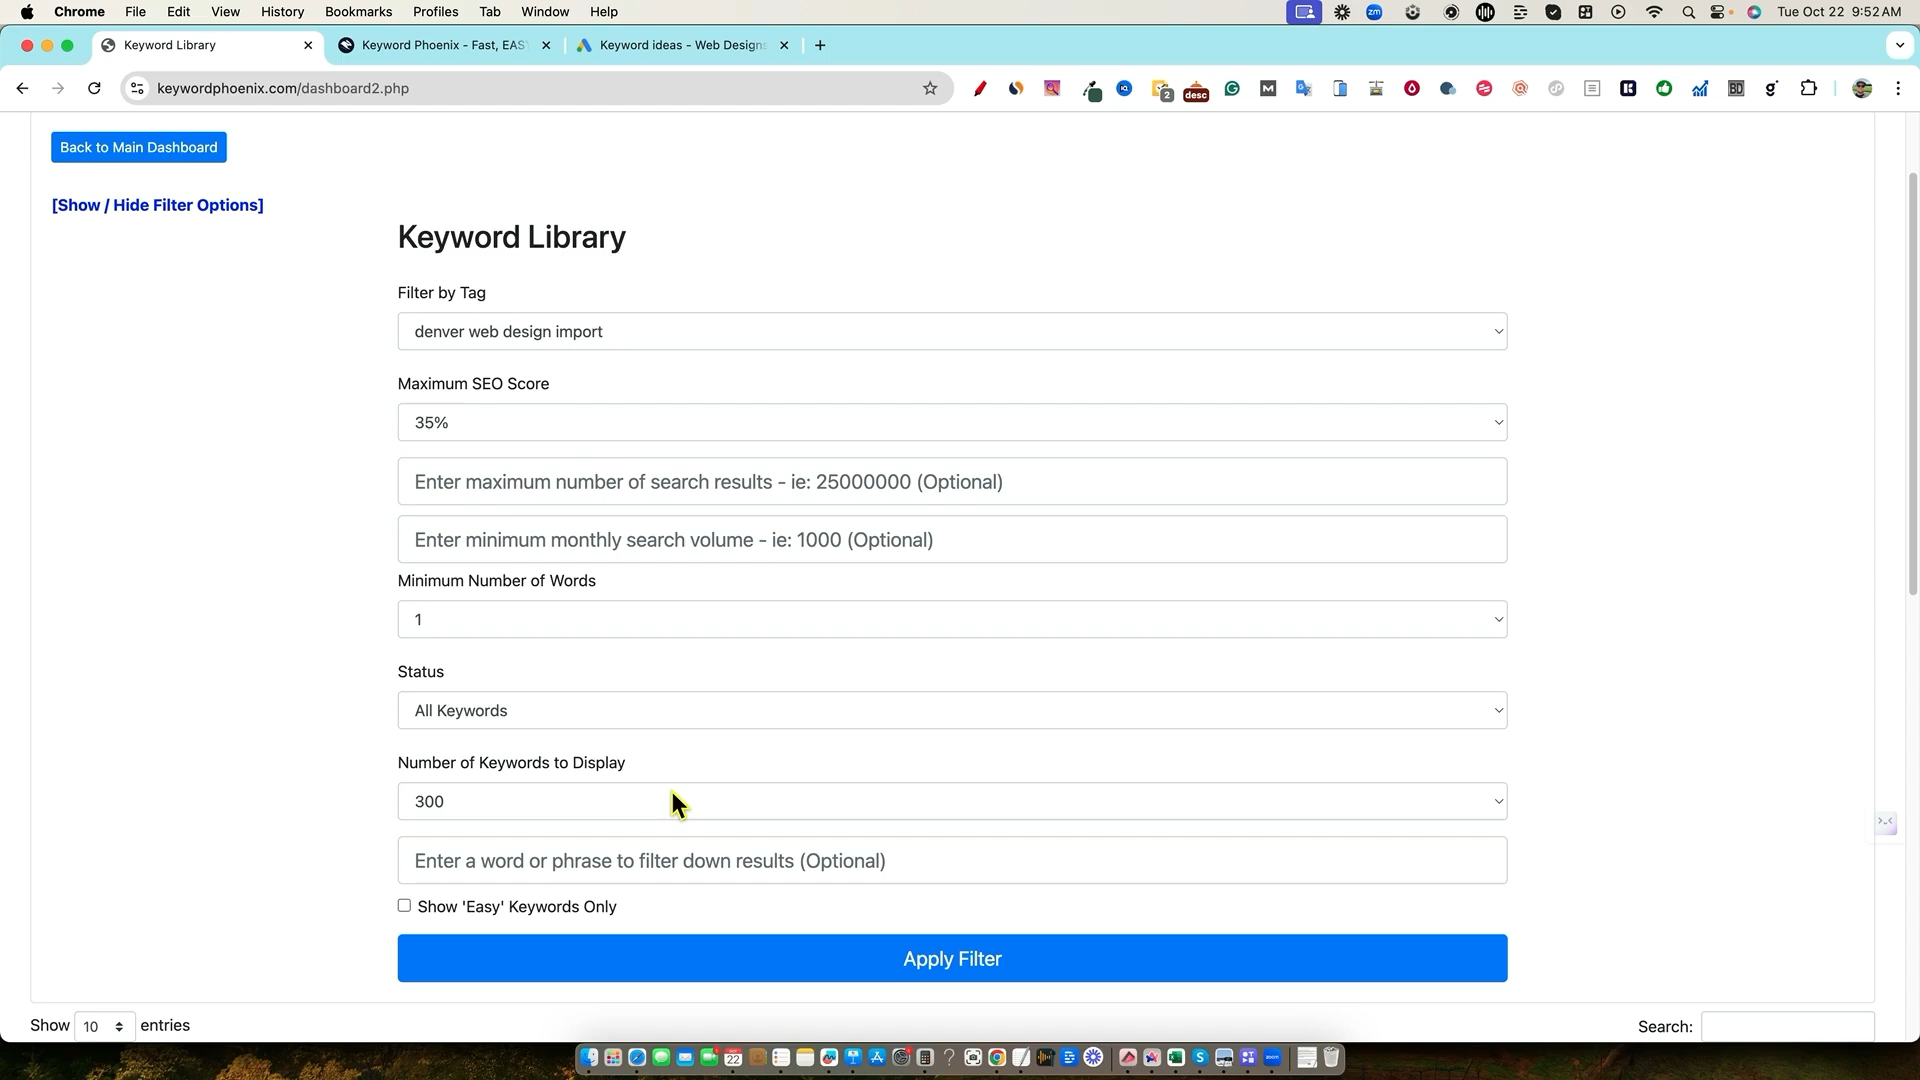 Chrome File Edit View History Bookmarks Profiles Tab Window Help Tue Oct 22 9:52 AM
Keyword Library Keyword Phoenix - Fast, EAS Keyword ideas - Web Design
keywordphoenix.com/dashboard2.php
2 desc BD
Back to Main Dashboard
[Show / Hide Filter Options]
Keyword Library
Filter by Tag
denver web design import
Maximum SEO Score
35%
Enter maximum number of search results - ie: 25000000 (Optional)
Enter minimum monthly search volume - ie: 1000 (Optional)
Minimum Number of Words
1
Status
All Keywords
Number of Keywords to Display
300
Enter a word or phrase to filter down results (Optional)
Show 'Easy' Keywords Only
Apply Filter
Show 10 entries
Search:
22